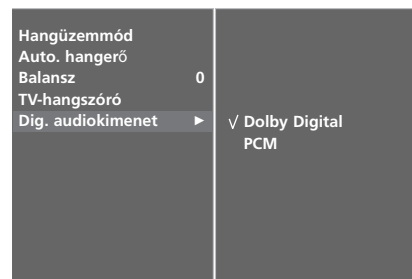 Hangüzemmód
Auto. hangerő
Balansz 0
TV-hangszóró
Dig. audiokimenet ►
√ Dolby Digital
PCM